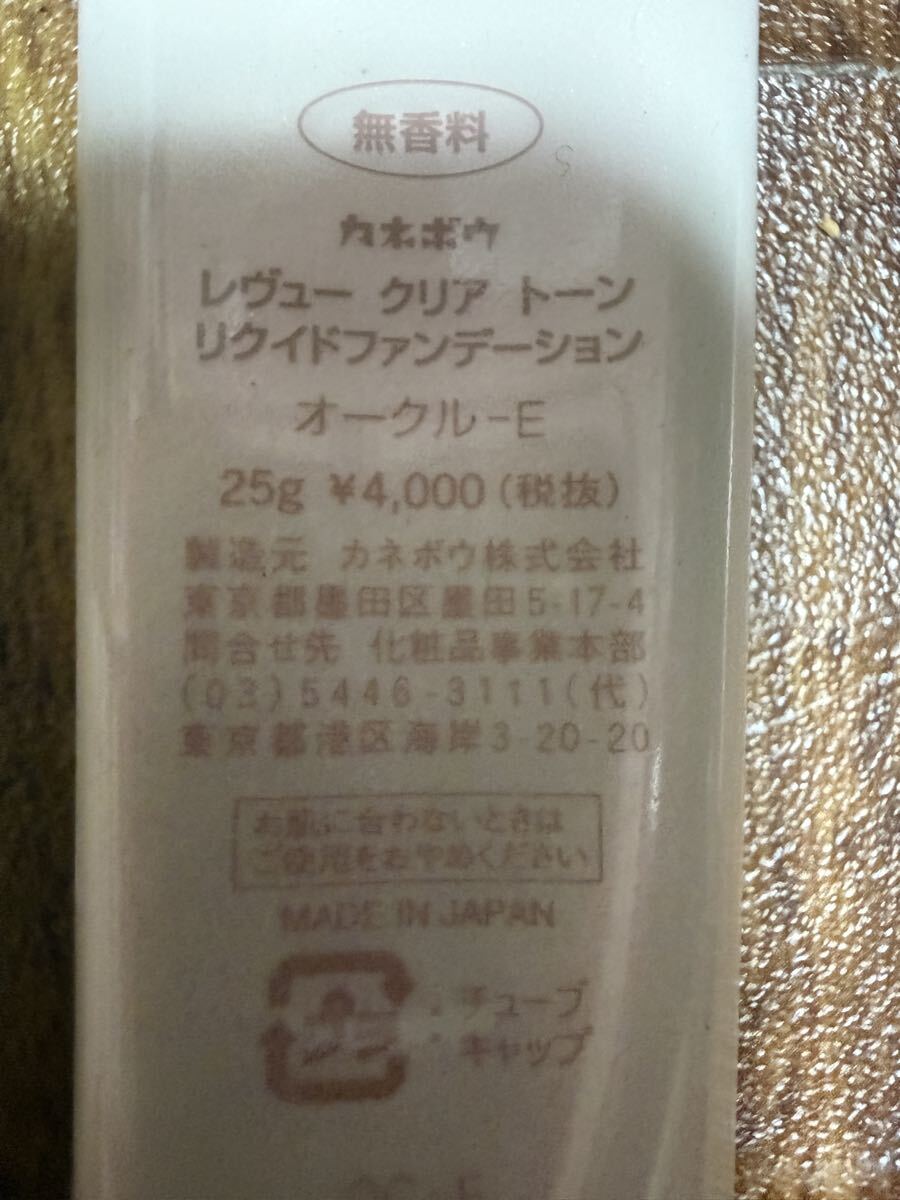 無香料
カネボウ
レヴュー クリア トーン
リクイドファンデーション
オークル-E
25g ¥4,000(税抜)
製造元 カネボウ株式会社
東京都墨田区墨田5-17-4
問合せ先 化粧品事業本部
(03)5446-3111(代)
東京都港区海岸3-20-20
お肌に合わないときは
ご使用をおやめください
MADE IN JAPAN
プラ
: チューブ
・キャップ